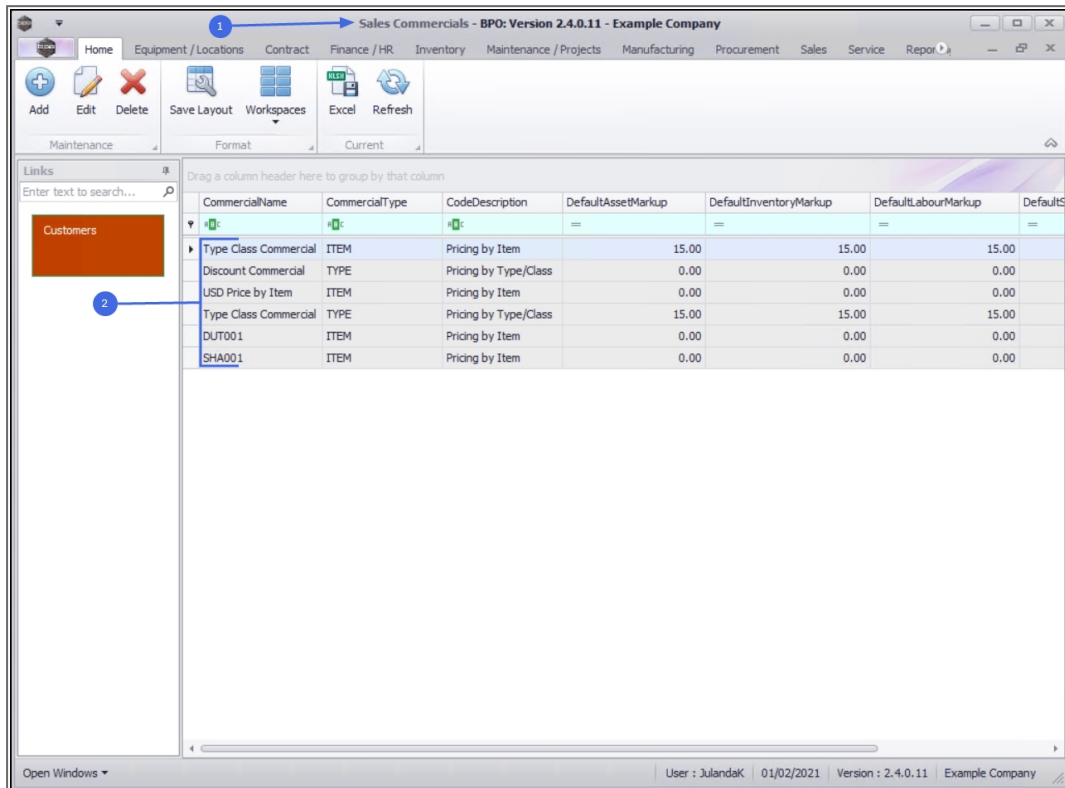 1
Sales Commercials - BPO: Version 2.4.0.11 - Example Company
Home Equipment / Locations Contract Finance / HR Inventory Maintenance / Projects Manufacturing Procurement Sales Service Repor
XLSX
Add Edit Delete Save Layout Workspaces Excel Refresh
Maintenance Format Current
Links
Drag a column header here to group by that column
Enter text to search...
CommercialName CommercialType CodeDescription DefaultAssetMarkup DefaultInventoryMarkup DefaultLabourMarkup DefaultS
= = = =
Customers
Type Class Commercial ITEM Pricing by Item 15.00 15.00 15.00
Discount Commercial TYPE Pricing by Type/Class 0.00 0.00 0.00
USD Price by Item ITEM Pricing by Item 0.00 0.00 0.00
2
Type Class Commercial TYPE Pricing by Type/Class 15.00 15.00 15.00
DUT001 ITEM Pricing by Item 0.00 0.00 0.00
SHA001 ITEM Pricing by Item 0.00 0.00 0.00
Open Windows User : JulandaK 01/02/2021 Version : 2.4.0.11 Example Company